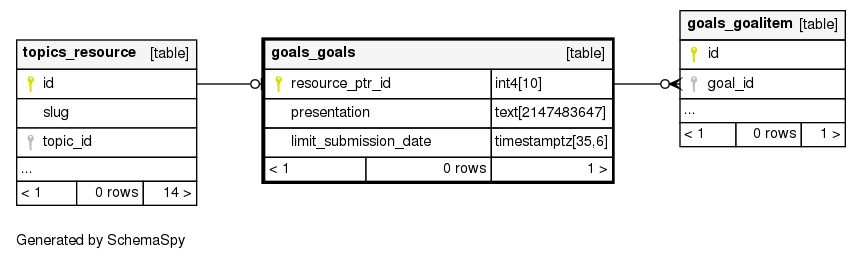 topics_resource [table]
id
slug
topic_id
...
< 1 0 rows 14 >
goals_goals [table]
resource_ptr_id int4[10]
presentation text[2147483647]
limit_submission_date timestamptz[35,6]
< 1 0 rows 1 >
goals_goalitem [table]
id
goal_id
...
< 1 0 rows 1 >
Generated by SchemaSpy